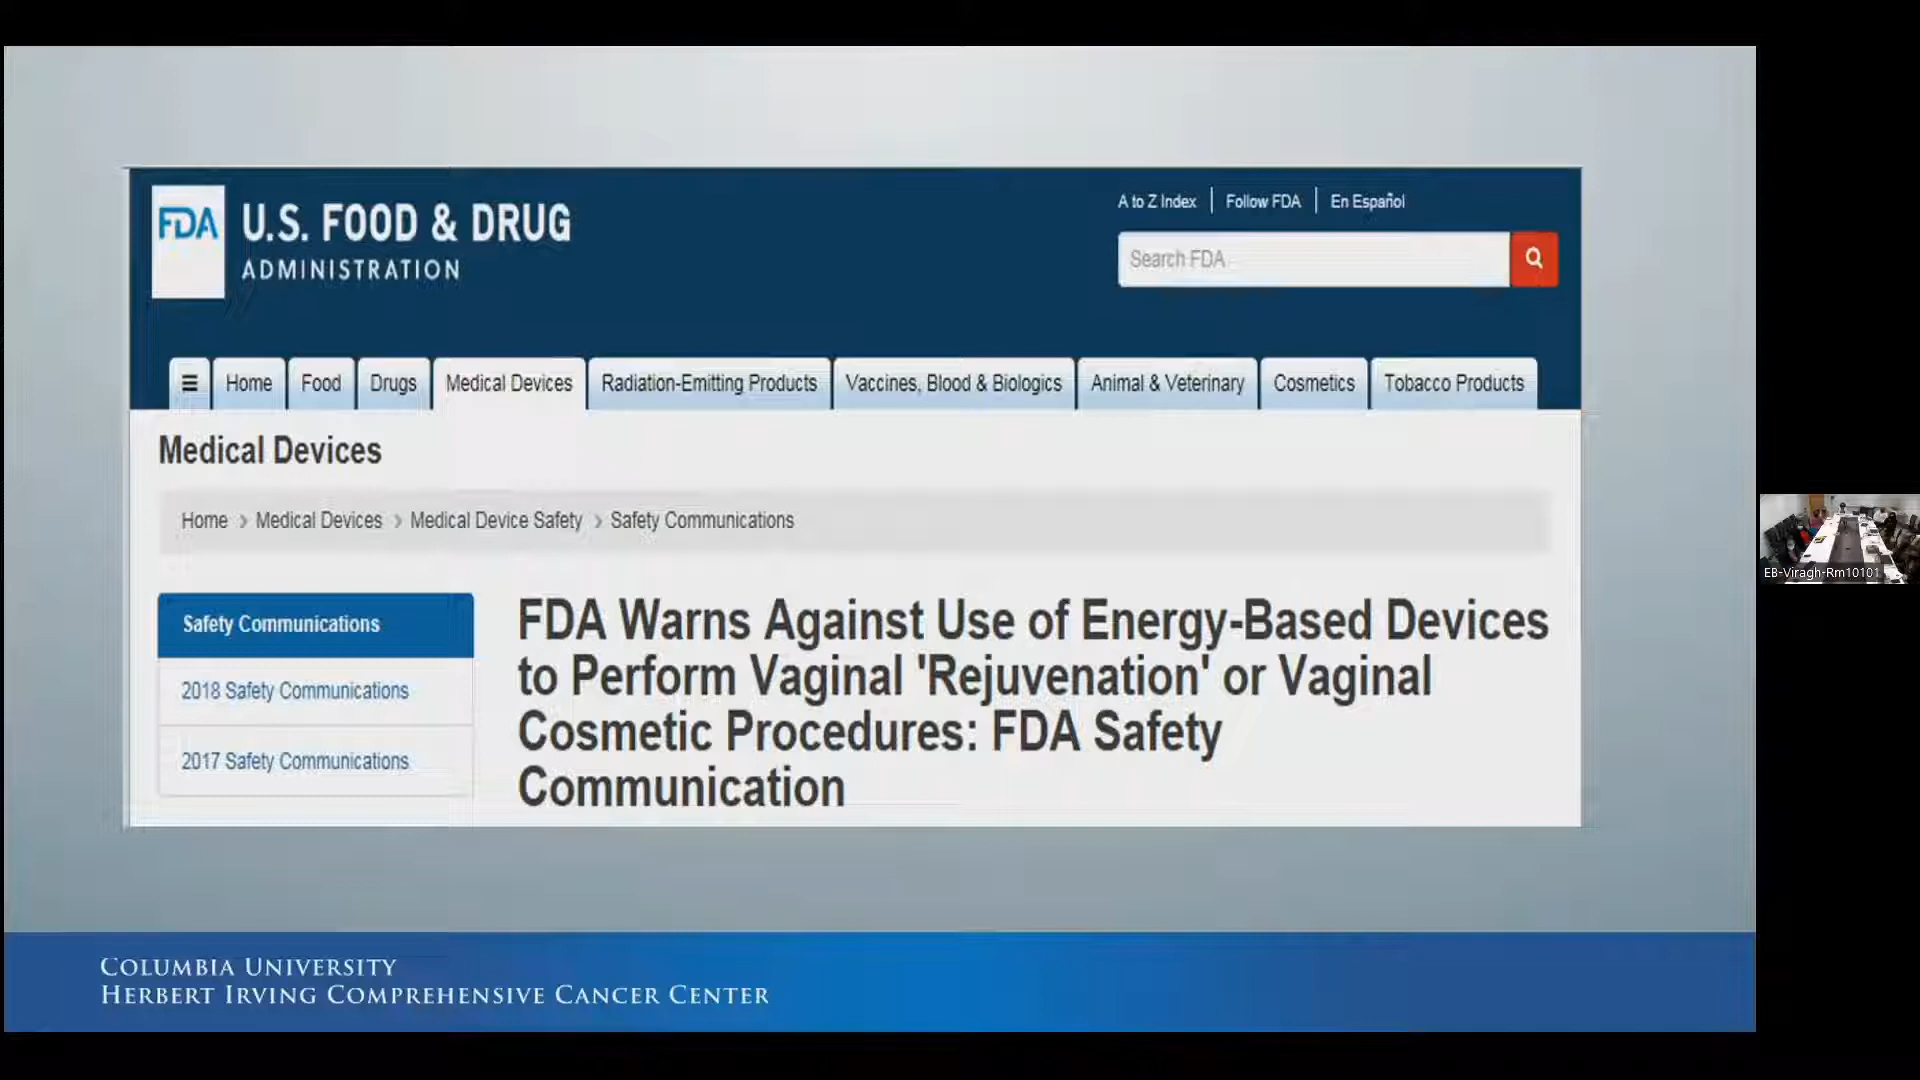 FDA
U.S. FOOD & DRUG
ADMINISTRATION
A to Z Index | Follow FDA | En Español
Search FDA
Home Food Drugs Medical Devices Radiation-Emitting Products Vaccines, Blood & Biologics Animal & Veterinary Cosmetics Tobacco Products
Medical Devices
Home > Medical Devices > Medical Device Safety > Safety Communications
Safety Communications
2018 Safety Communications
2017 Safety Communications
FDA Warns Against Use of Energy-Based Devices
to Perform Vaginal 'Rejuvenation' or Vaginal
Cosmetic Procedures: FDA Safety
Communication
EB-Viragh-Rm10101
COLUMBIA UNIVERSITY
HERBERT IRVING COMPREHENSIVE CANCER CENTER